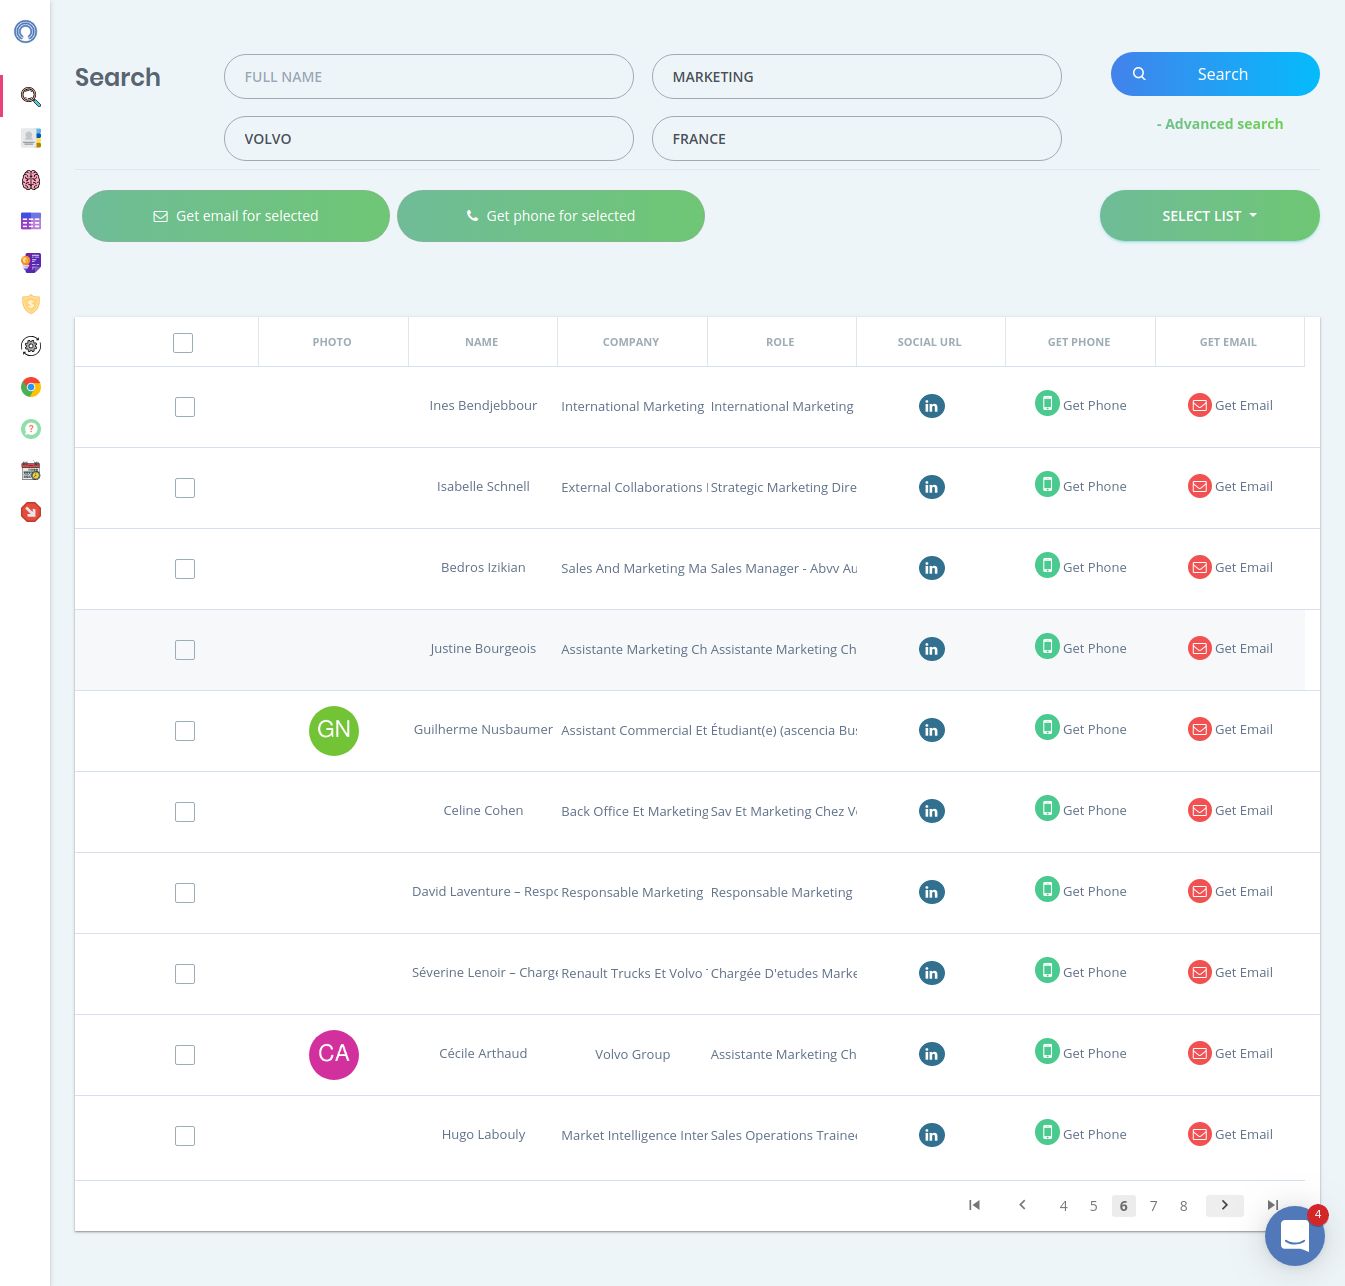 Search
FULL NAME
MARKETING
Search
VOLVO
FRANCE
- Advanced search
Get email for selected
Get phone for selected
SELECT LIST
PHOTO NAME COMPANY ROLE SOCIAL URL GET PHONE GET EMAIL
Ines Bendjebbour International Marketing International Marketing in Get Phone Get Email
Isabelle Schnell External Collaborations Strategic Marketing Dire in Get Phone Get Email
Bedros Izikian Sales And Marketing Ma Sales Manager - Abvv Au in Get Phone Get Email
Justine Bourgeois Assistante Marketing Ch Assistante Marketing Ch in Get Phone Get Email
GN Guilherme Nusbaumer Assistant Commercial Et Étudiant(e) (ascencia Bus in Get Phone Get Email
Celine Cohen Back Office Et Marketing Sav Et Marketing Chez Vo in Get Phone Get Email
David Laventure – Respo Responsable Marketing Responsable Marketing in Get Phone Get Email
Séverine Lenoir – Charge Renault Trucks Et Volvo Chargée D'etudes Marke in Get Phone Get Email
CA Cécile Arthaud Volvo Group Assistante Marketing Ch in Get Phone Get Email
Hugo Labouly Market Intelligence Inter Sales Operations Trainee in Get Phone Get Email
4 5 6 7 8
4